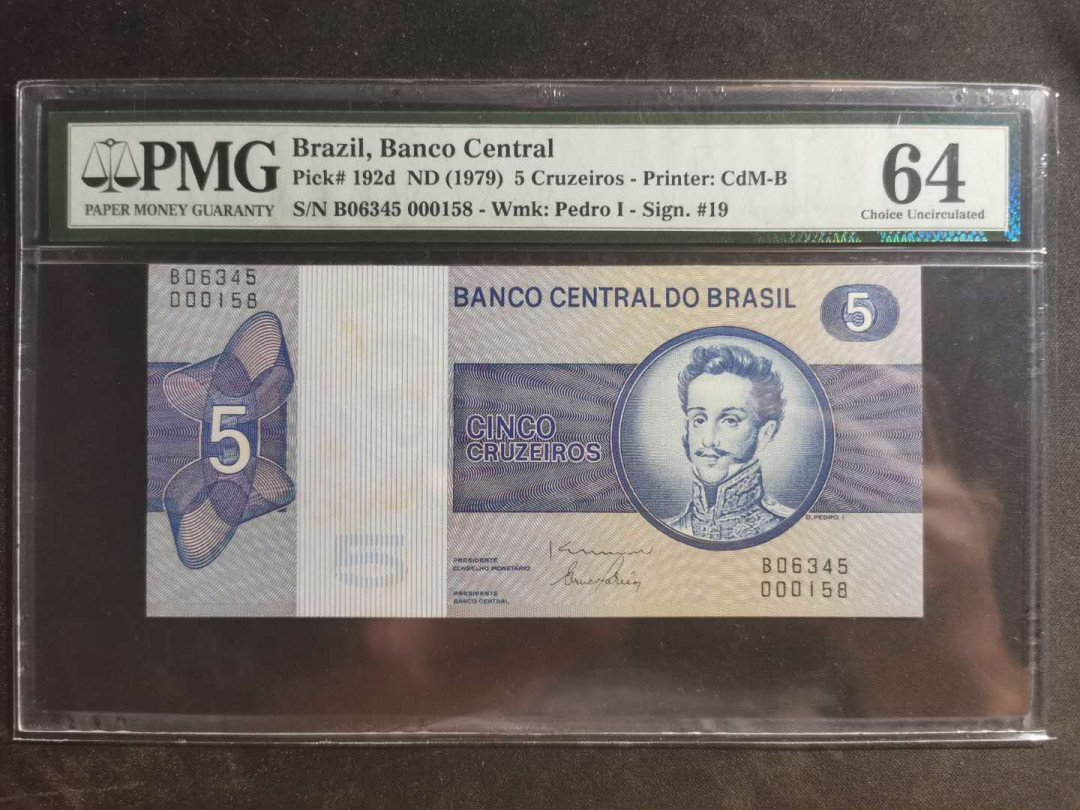 PMG
PAPER MONEY GUARANTY
Brazil, Banco Central
Pick# 192d ND (1979) 5 Cruzeiros - Printer: CdM-B
S/N B06345 000158 - Wmk: Pedro I - Sign. #19
64
Choice Uncirculated
B06345
000158
BANCO CENTRAL DO BRASIL
5
5
CINCO
CRUZEIROS
D. PEDRO I
5
PRESIDENTE
CONSELHO MONETÁRIO
PRESIDENTE
BANCO CENTRAL
B06345
000158